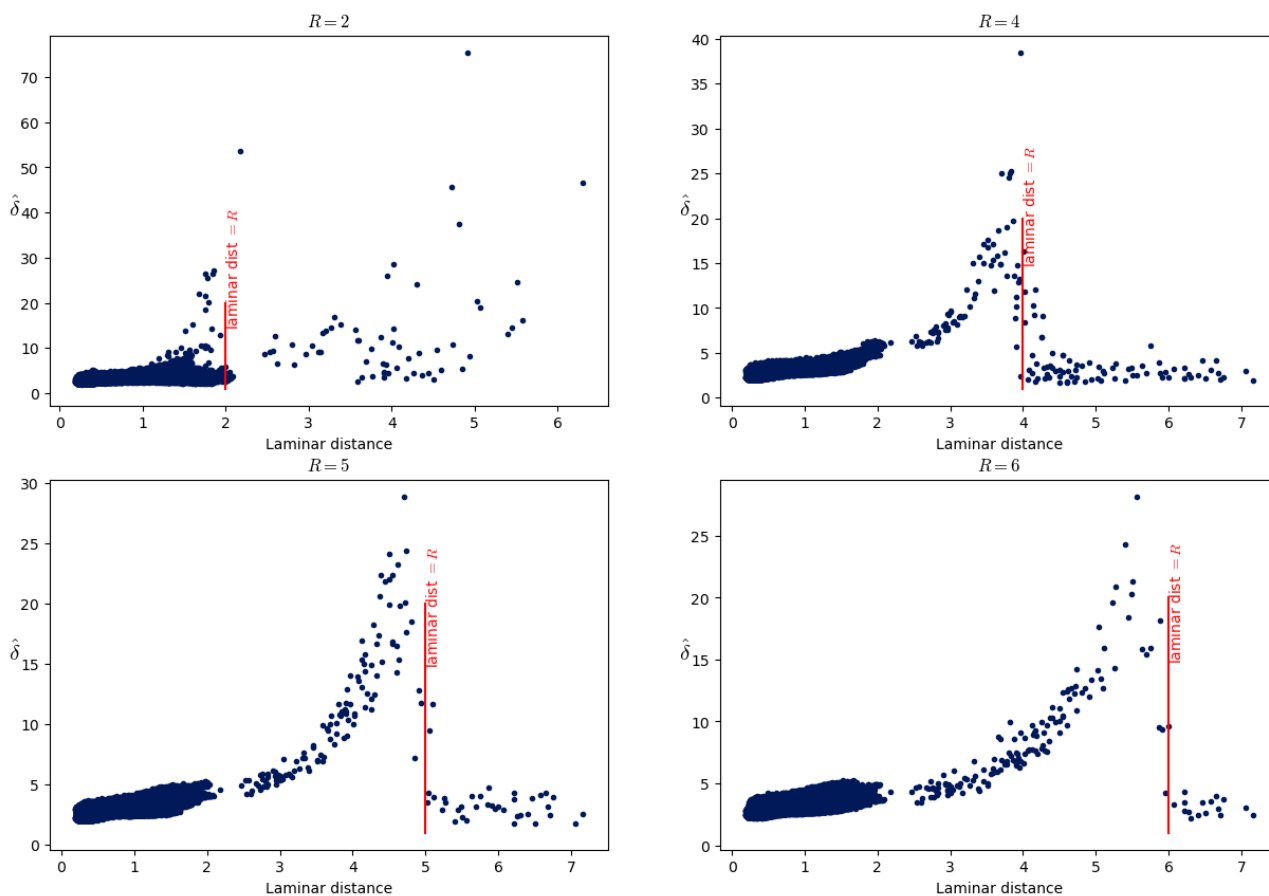 R = 2
70
60
50
40
30
20
10
0
δ̂
laminar dist = R
0 1 2 3 4 5 6
Laminar distance
R = 4
40
35
30
25
20
15
10
5
0
δ̂
laminar dist = R
0 1 2 3 4 5 6 7
Laminar distance
R = 5
30
25
20
15
10
5
0
δ̂
laminar dist = R
0 1 2 3 4 5 6 7
Laminar distance
R = 6
25
20
15
10
5
0
δ̂
laminar dist = R
0 1 2 3 4 5 6 7
Laminar distance